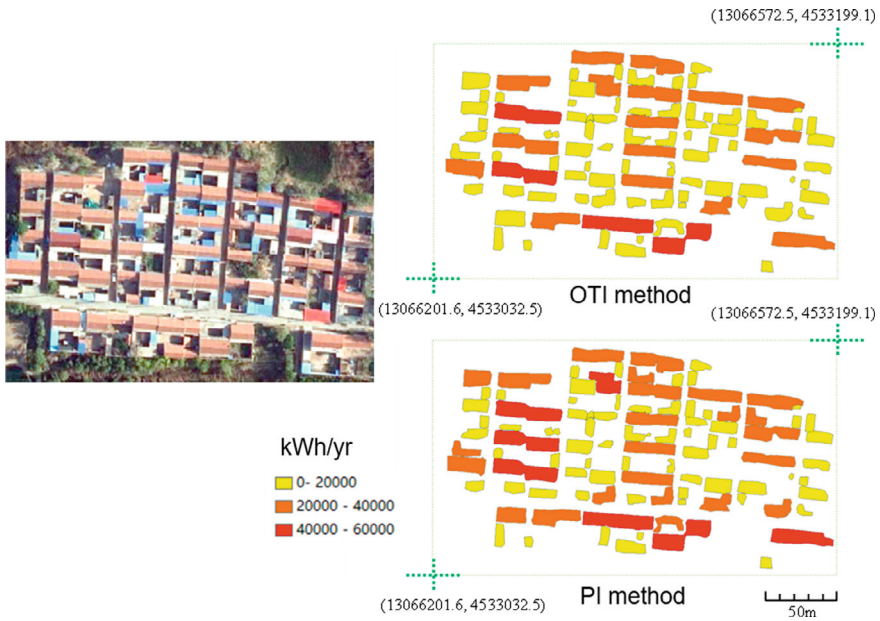 (13066572.5, 4533199.1)
(13066201.6, 4533032.5)
OTI method
(13066572.5, 4533199.1)
kWh/yr
0- 20000
20000 - 40000
40000 - 60000
(13066201.6, 4533032.5)
PI method
50m